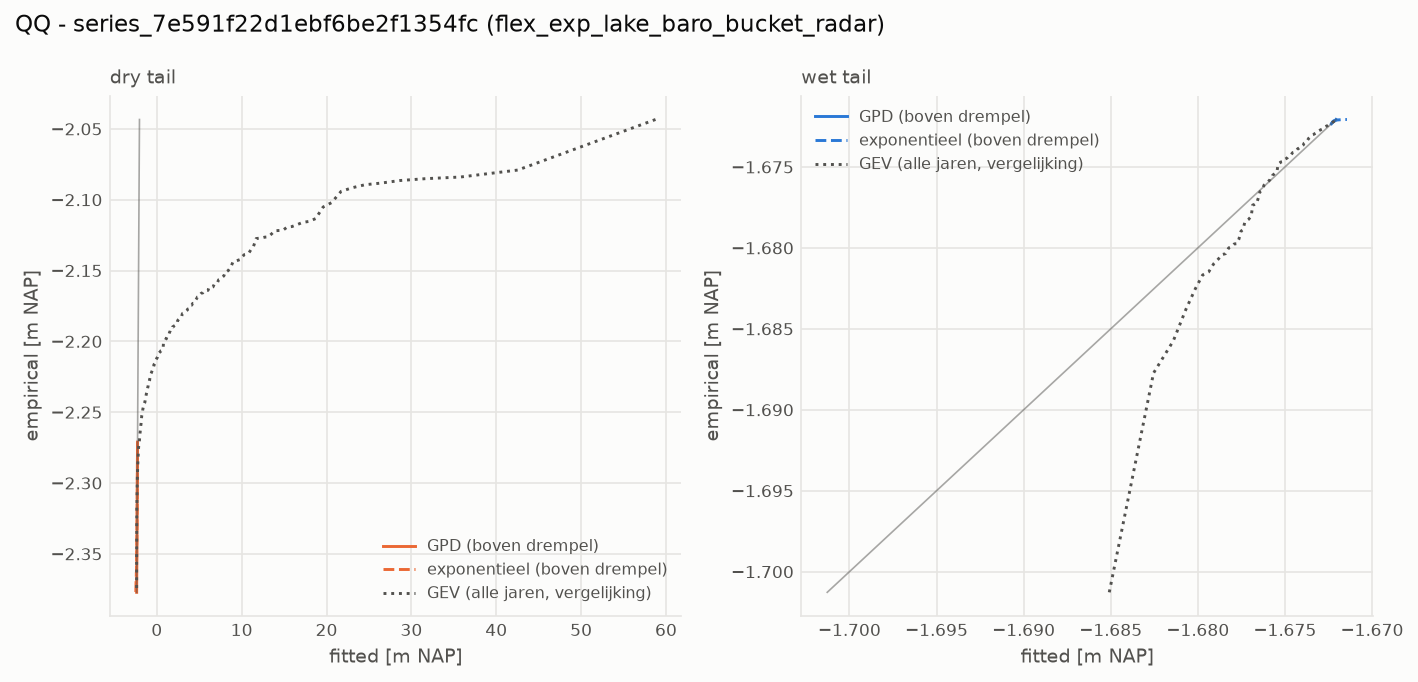 QQ - series_7e591f22d1ebf6be2f1354fc (flex_exp_lake_baro_bucket_radar)
dry tail
−2.05
−2.10
−2.15
−2.20
−2.25
−2.30
−2.35
empirical [m NAP]
GPD (boven drempel)
exponentieel (boven drempel)
GEV (alle jaren, vergelijking)
0 10 20 30 40 50 60
fitted [m NAP]
wet tail
GPD (boven drempel)
exponentieel (boven drempel)
GEV (alle jaren, vergelijking)
−1.675
−1.680
−1.685
−1.690
−1.695
−1.700
empirical [m NAP]
−1.700 −1.695 −1.690 −1.685 −1.680 −1.675 −1.670
fitted [m NAP]